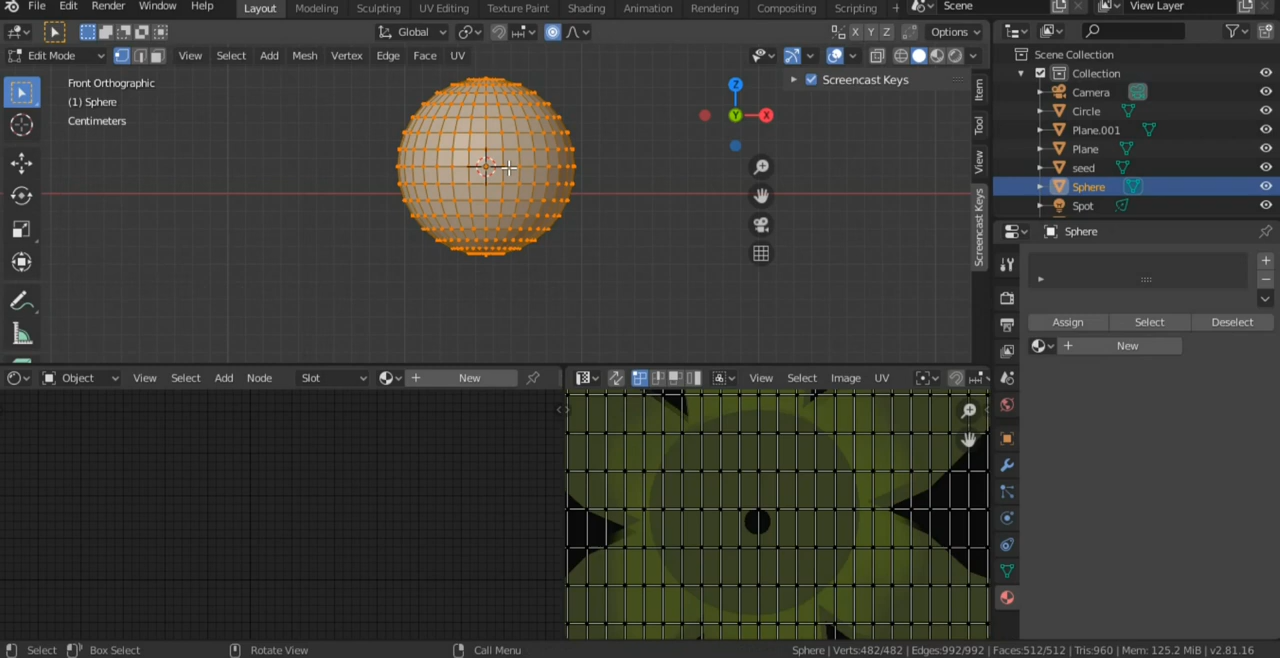 File Edit Render Window Help Layout Modeling Sculpting UV Editing Texture Paint Shading Animation Rendering Compositing Scripting + Scene View Layer
Global X Y Z Options
Edit Mode View Select Add Mesh Vertex Edge Face UV
Front Orthographic
(1) Sphere
Centimeters
Screencast Keys
Z
X
Y
Item
Tool
View
Screencast Keys
Scene Collection
Collection
Camera
Circle
Plane.001
Plane
seed
Sphere
Spot
Sphere
Assign Select Deselect
New
Object View Select Add Node Slot New
View Select Image UV
Select Box Select Rotate View Call Menu Sphere | Verts:482/482 | Edges:992/992 | Faces:512/512 | Tris:960 | Mem: 125.2 MiB | v2.81.16